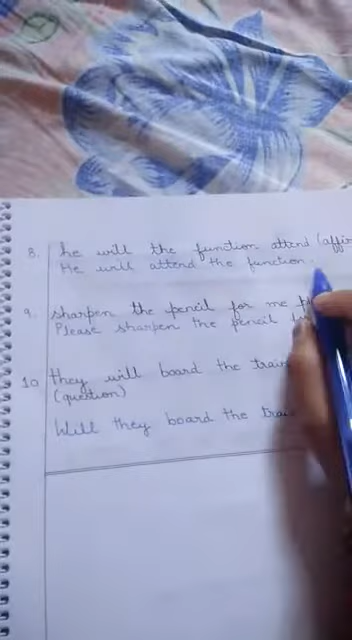 8. he will the function attend (affir
He will attend the function.
9. sharpen the pencil for me
Please sharpen the pencil
10 they will board the train
(question)
Will they board the